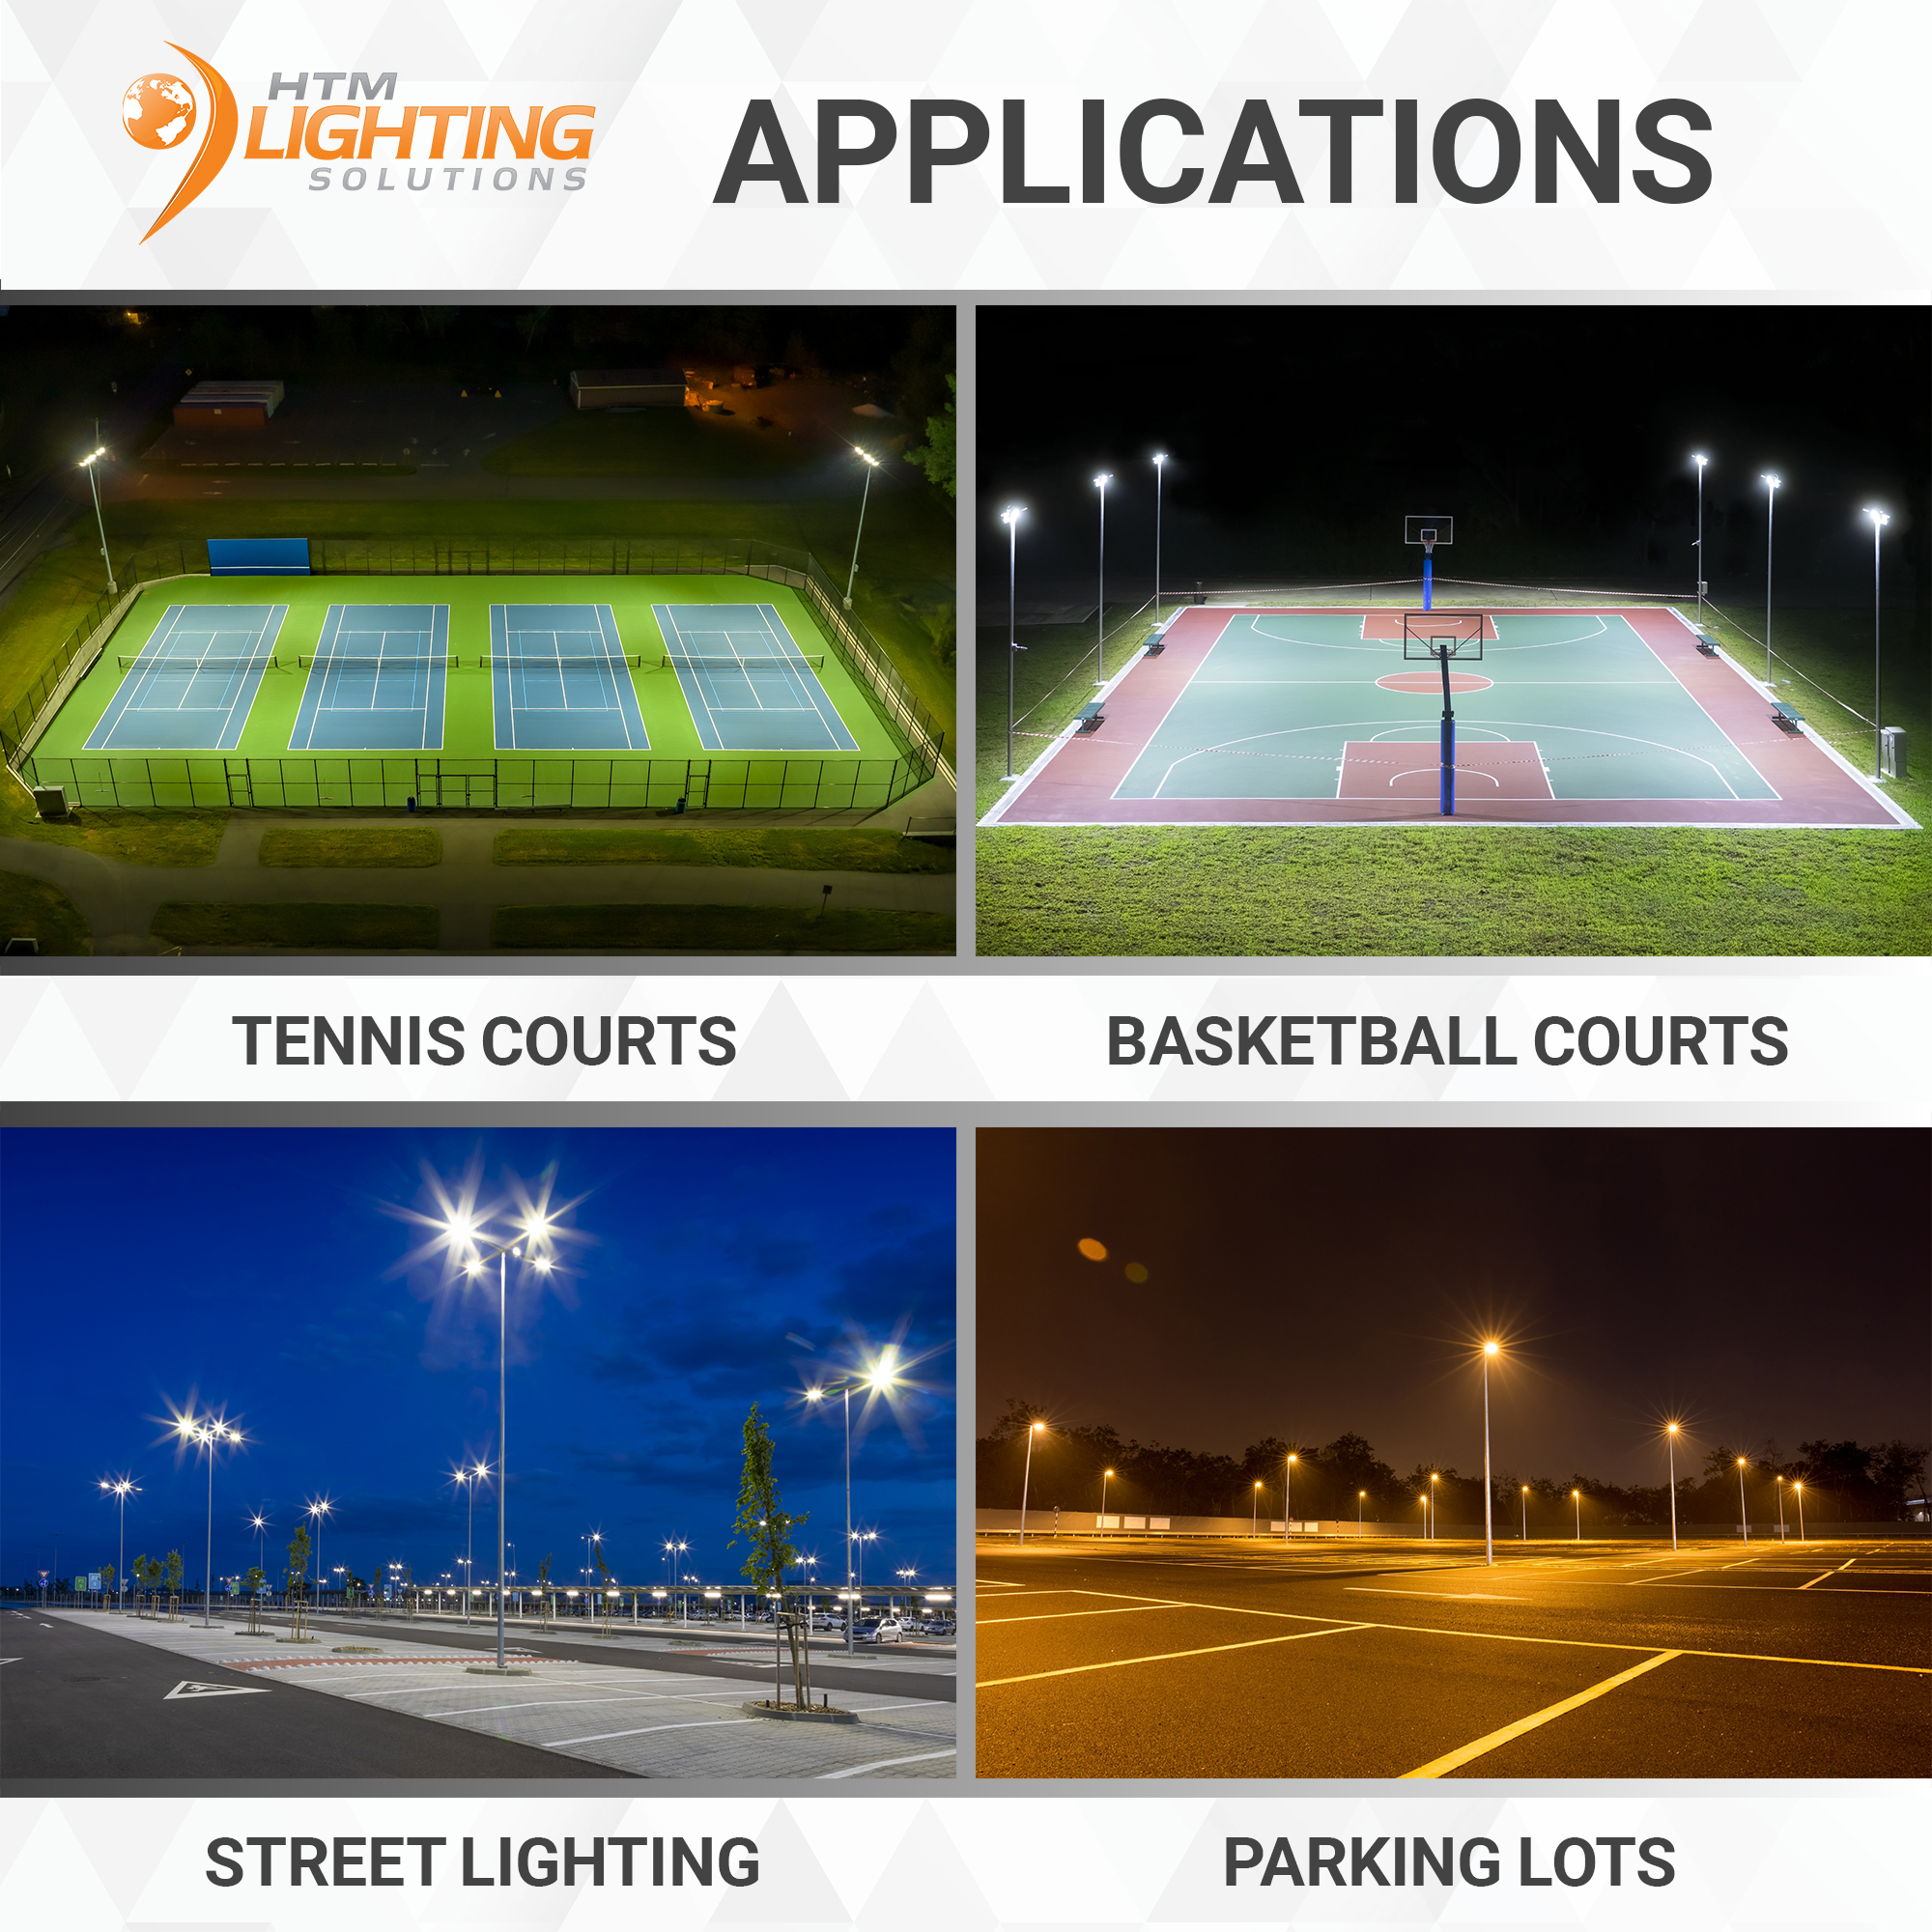 HTM
LIGHTING
SOLUTIONS
APPLICATIONS
TENNIS COURTS
BASKETBALL COURTS
STREET LIGHTING
PARKING LOTS